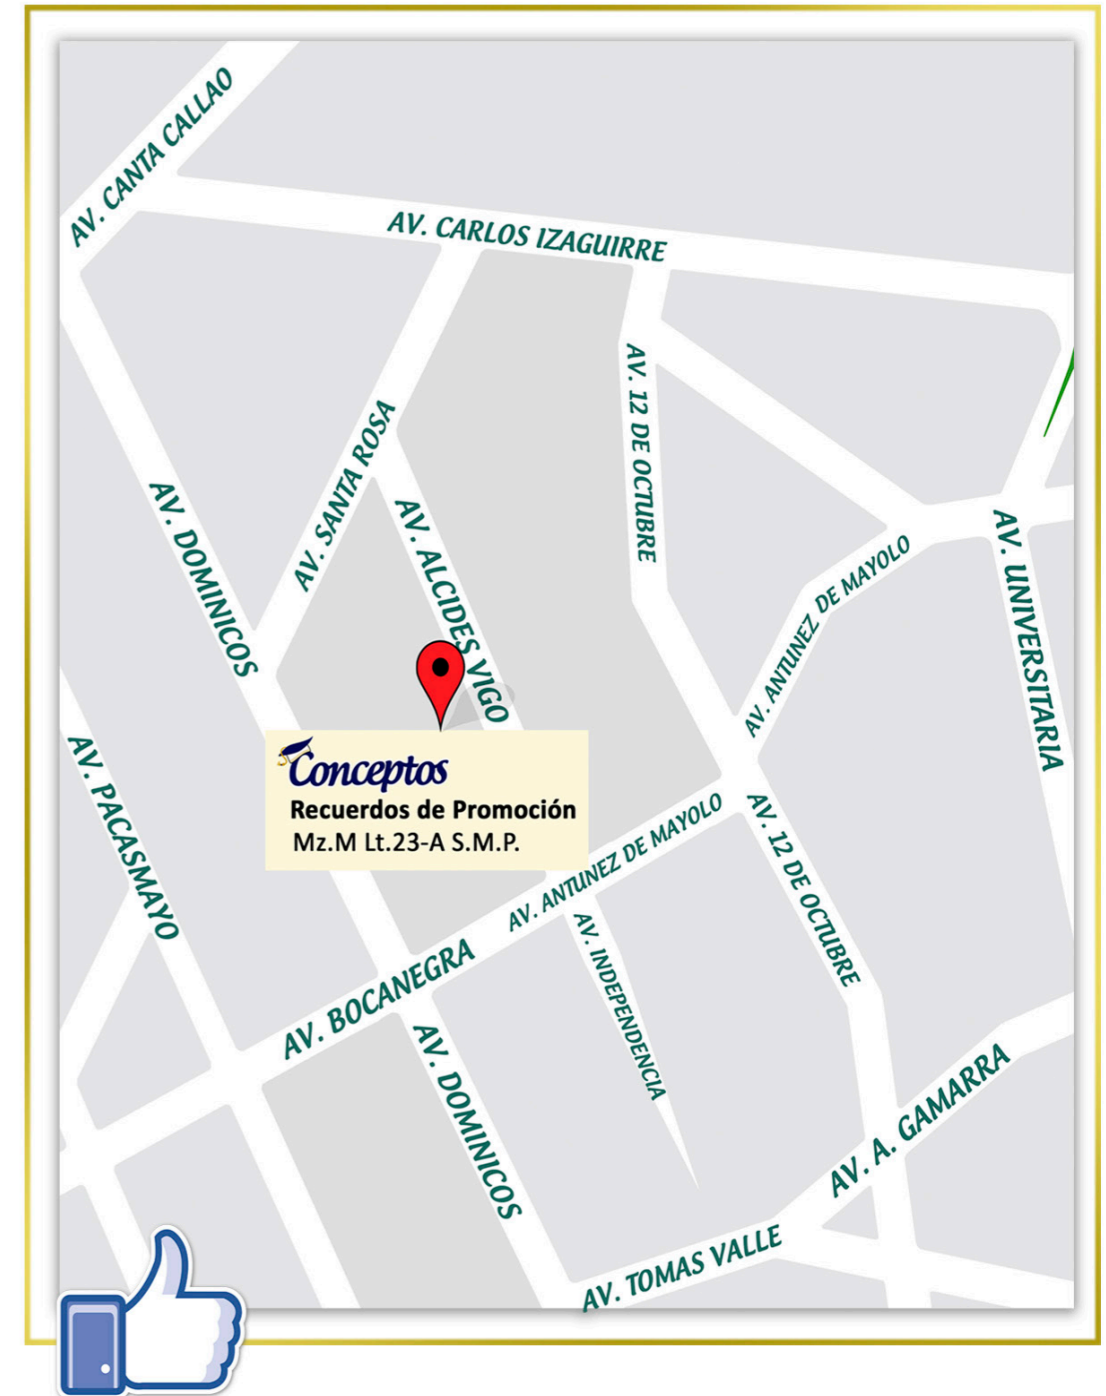 AV. CANTA CALLAO
AV. CARLOS IZAGUIRRE
AV. SANTA ROSA
AV. 12 DE OCTUBRE
AV. DOMINICOS
AV. ALCIDES VIGO
AV. ANTUNEZ DE MAYOLO
AV. UNIVERSITARIA
AV. PACASMAYO
Conceptos
Recuerdos de Promoción
Mz.M Lt.23-A S.M.P.
AV. ANTUNEZ DE MAYOLO
AV. 12 DE OCTUBRE
AV. BOCANEGRA
AV. INDEPENDENCIA
AV. DOMINICOS
AV. A. GAMARRA
AV. TOMAS VALLE